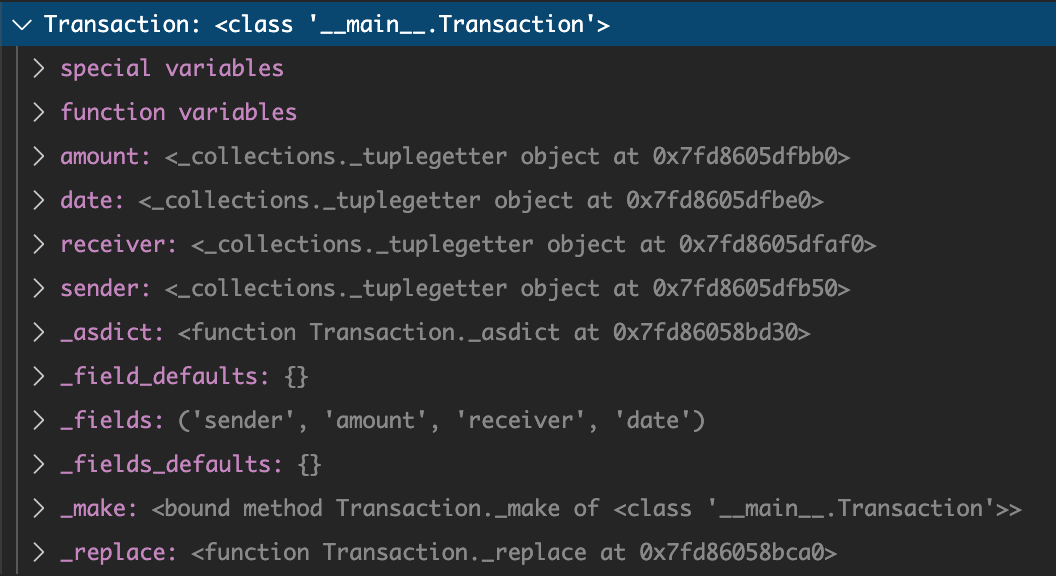 Transaction: <class '__main__.Transaction'>
special variables
function variables
amount: <_collections._tuplegetter object at 0x7fd8605dfbb0>
date: <_collections._tuplegetter object at 0x7fd8605dfbe0>
receiver: <_collections._tuplegetter object at 0x7fd8605dfaf0>
sender: <_collections._tuplegetter object at 0x7fd8605dfb50>
_asdict: <function Transaction._asdict at 0x7fd86058bd30>
_field_defaults: {}
_fields: ('sender', 'amount', 'receiver', 'date')
_fields_defaults: {}
_make: <bound method Transaction._make of <class '__main__.Transaction'>>
_replace: <function Transaction._replace at 0x7fd86058bca0>